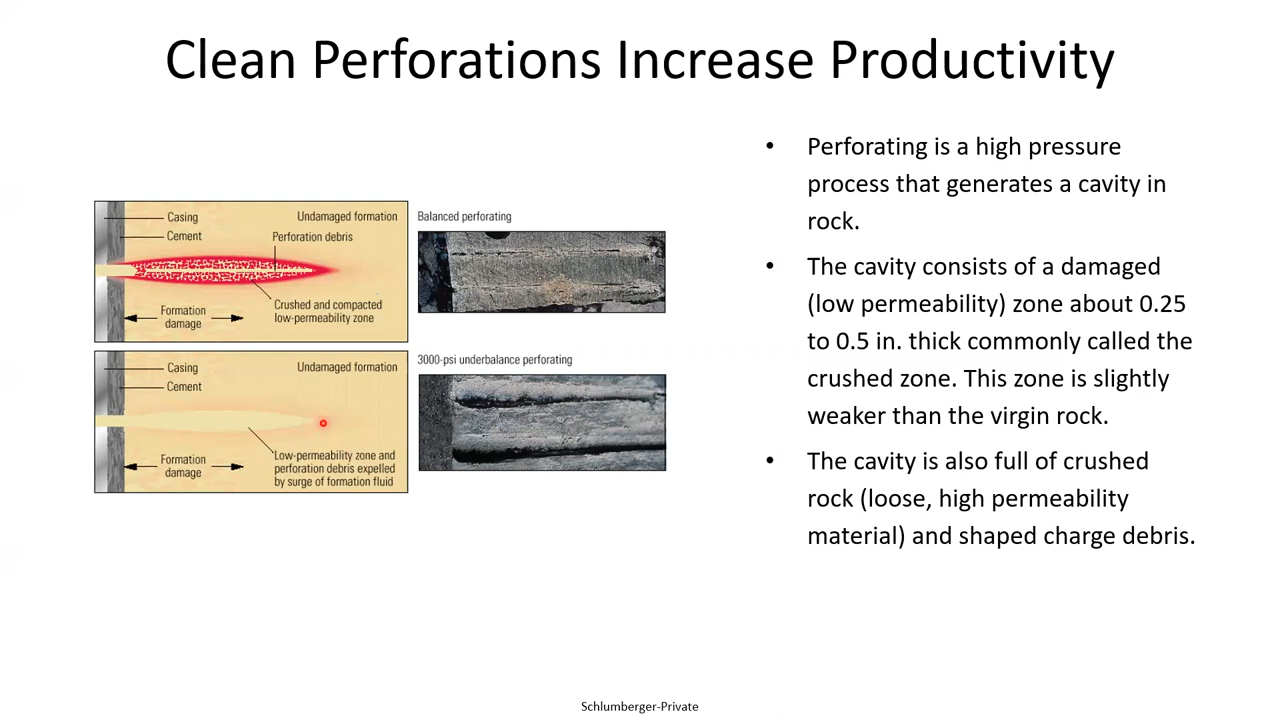 Clean Perforations Increase Productivity
Casing
Undamaged formation
Cement
Perforation debris
Crushed and compacted
low-permeability zone
Formation
damage
Balanced perforating
Casing
Undamaged formation
Cement
Low-permeability zone and
perforation debris expelled
by surge of formation fluid
Formation
damage
3000-psi underbalance perforating
• Perforating is a high pressure
process that generates a cavity in
rock.
• The cavity consists of a damaged
(low permeability) zone about 0.25
to 0.5 in. thick commonly called the
crushed zone. This zone is slightly
weaker than the virgin rock.
• The cavity is also full of crushed
rock (loose, high permeability
material) and shaped charge debris.
Schlumberger-Private